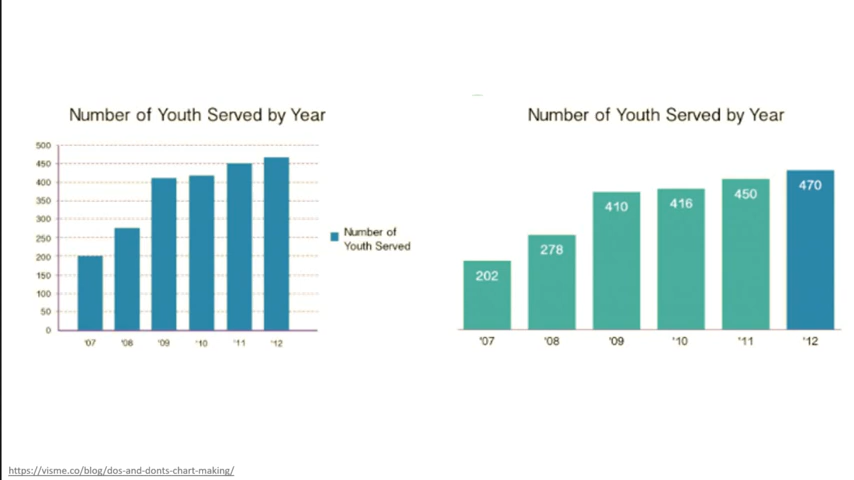 Number of Youth Served by Year
500
450
400
350
300
250
200
150
100
50
0
'07 '08 '09 '10 '11 '12
Number of
Youth Served
Number of Youth Served by Year
202
278
410
416
450
470
'07 '08 '09 '10 '11 '12
https://visme.co/blog/dos-and-donts-chart-making/